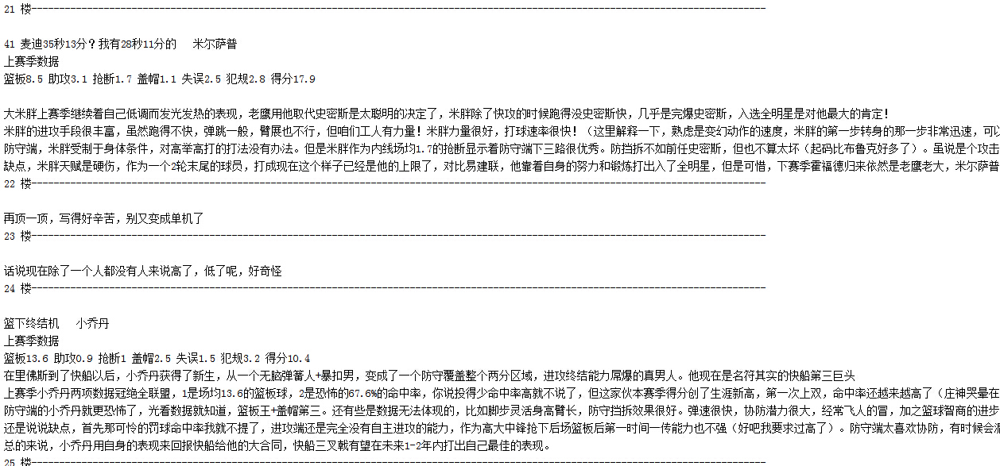 21 楼------------------------------------------------------------------------------------------------------------------------------------
41 麦迪35秒13分？我有28秒11分的   米尔萨普
上赛季数据
篮板8.5 助攻3.1 抢断1.7 盖帽1.1 失误2.5 犯规2.8 得分17.9
大米胖上赛季继续着自己低调而发光发热的表现，老鹰用他取代史密斯是太聪明的决定了，米胖除了快攻的时候跑得没史密斯快，几乎是完爆史密斯，入选全明星是对他最大的肯定！
米胖的进攻手段很丰富，虽然跑得不快，弹跳一般，臂展也不行，但咱们工人有力量！米胖力量很好，打球速率很快！（这里解释一下，熟虑是变幻动作的速度，米胖的第一步转身的那一步非常迅速，可以
防守端，米胖受制于身体条件，对高举高打的打法没有办法。但是米胖作为内线场均1.7的抢断显示着防守端下三路很优秀。防挡拆不如前任史密斯，但也不算太坏（起码比布鲁克好多了）。虽说是个攻击
缺点，米胖天赋是硬伤，作为一个2轮末尾的球员，打成现在这个样子已经是他的上限了，对比易建联，他靠着自身的努力和锻炼打出入了全明星，但是可惜，下赛季霍福德归来依然是老鹰老大，米尔萨普
22 楼------------------------------------------------------------------------------------------------------------------------------------
再顶一顶，写得好辛苦，别又变成单机了
23 楼------------------------------------------------------------------------------------------------------------------------------------
话说现在除了一个人都没有人来说高了，低了呢，好奇怪
24 楼------------------------------------------------------------------------------------------------------------------------------------
篮下终结机   小乔丹
上赛季数据
篮板13.6 助攻0.9 抢断1 盖帽2.5 失误1.5 犯规3.2 得分10.4
在里佛斯到了快船以后，小乔丹获得了新生，从一个无脑弹簧人+暴扣男，变成了一个防守覆盖整个两分区域，进攻终结能力屌爆的真男人。他现在是名符其实的快船第三巨头
上赛季小乔丹两项数据冠绝全联盟，1是场均13.6的篮板球，2是恐怖的67.6%的命中率，你说投得少命中率高就不说了，但这家伙本赛季得分创了生涯新高，第一次上双，命中率还越来越高了（庄神哭晕在
防守端的小乔丹就更恐怖了，光看数据就知道，篮板王+盖帽第三。还有些是数据无法体现的，比如脚步灵活身高臂长，防守挡拆效果很好。弹速很快，协防潜力很大，经常飞人的冒，加之篮球智商的进步
还是说说缺点，首先那可怜的罚球命中率我就不提了，进攻端还是完全没有自主进攻的能力，作为高大中锋抢下后场篮板后第一时间一传能力也不强（好吧我要求过高了）。防守端太喜欢协防，有时候会漏
总的来说，小乔丹用自身的表现来回报快船给他的大合同，快船三叉戟有望在未来1-2年内打出自己最佳的表现。
25 楼------------------------------------------------------------------------------------------------------------------------------------